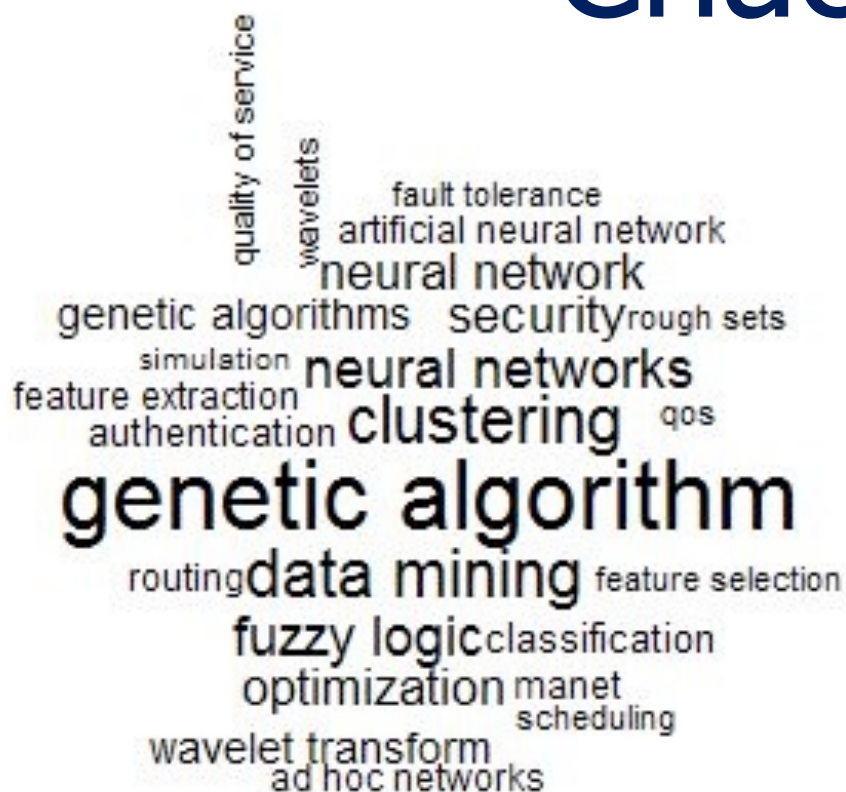 quality of service
wavelets
fault tolerance
artificial neural network
neural network
genetic algorithms security rough sets
simulation neural networks
feature extraction
authentication clustering qos
genetic algorithm
routing data mining feature selection
fuzzy logic classification
optimization manet
scheduling
wavelet transform
ad hoc networks